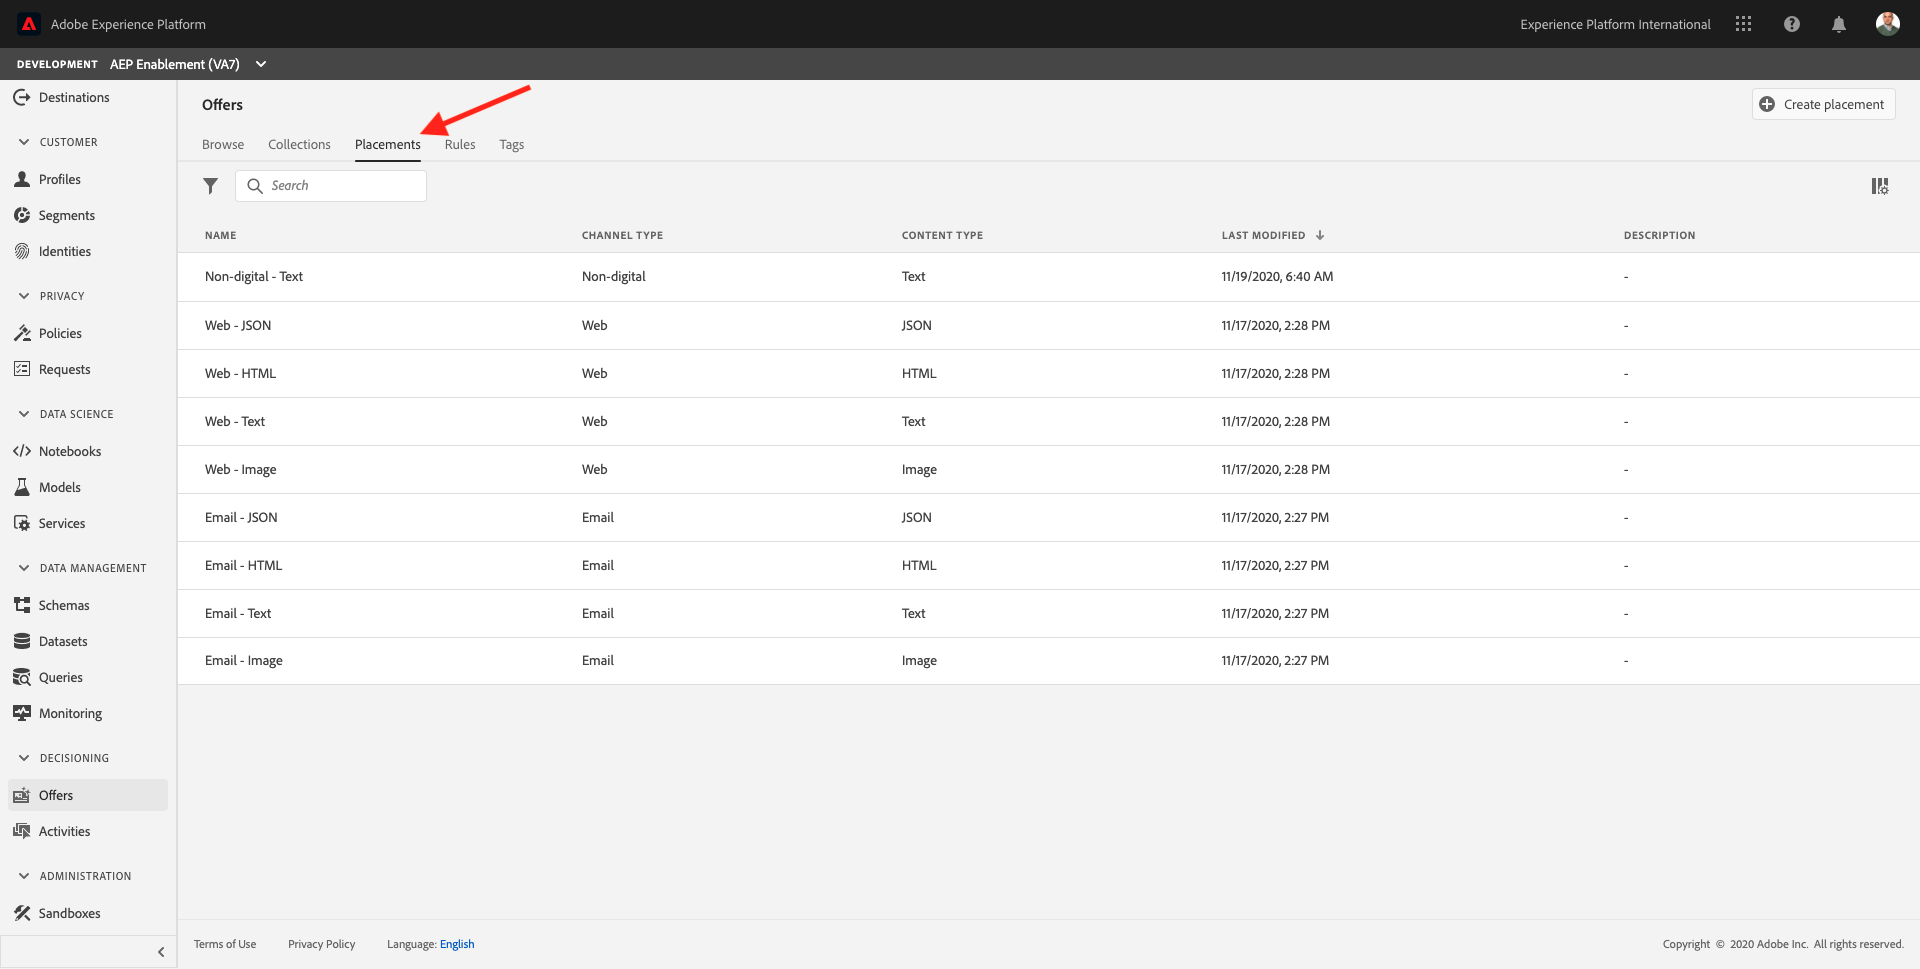 Adobe Experience Platform
Experience Platform International
DEVELOPMENT AEP Enablement (VA7)
Destinations
CUSTOMER
Profiles
Segments
Identities
PRIVACY
Policies
Requests
DATA SCIENCE
Notebooks
Models
Services
DATA MANAGEMENT
Schemas
Datasets
Queries
Monitoring
DECISIONING
Offers
Activities
ADMINISTRATION
Sandboxes
Offers
Create placement
Browse Collections Placements Rules Tags
Search
NAME CHANNEL TYPE CONTENT TYPE LAST MODIFIED DESCRIPTION
Non-digital - Text Non-digital Text 11/19/2020, 6:40 AM -
Web - JSON Web JSON 11/17/2020, 2:28 PM -
Web - HTML Web HTML 11/17/2020, 2:28 PM -
Web - Text Web Text 11/17/2020, 2:28 PM -
Web - Image Web Image 11/17/2020, 2:28 PM -
Email - JSON Email JSON 11/17/2020, 2:27 PM -
Email - HTML Email HTML 11/17/2020, 2:27 PM -
Email - Text Email Text 11/17/2020, 2:27 PM -
Email - Image Email Image 11/17/2020, 2:27 PM -
Terms of Use Privacy Policy Language: English
Copyright © 2020 Adobe Inc. All rights reserved.